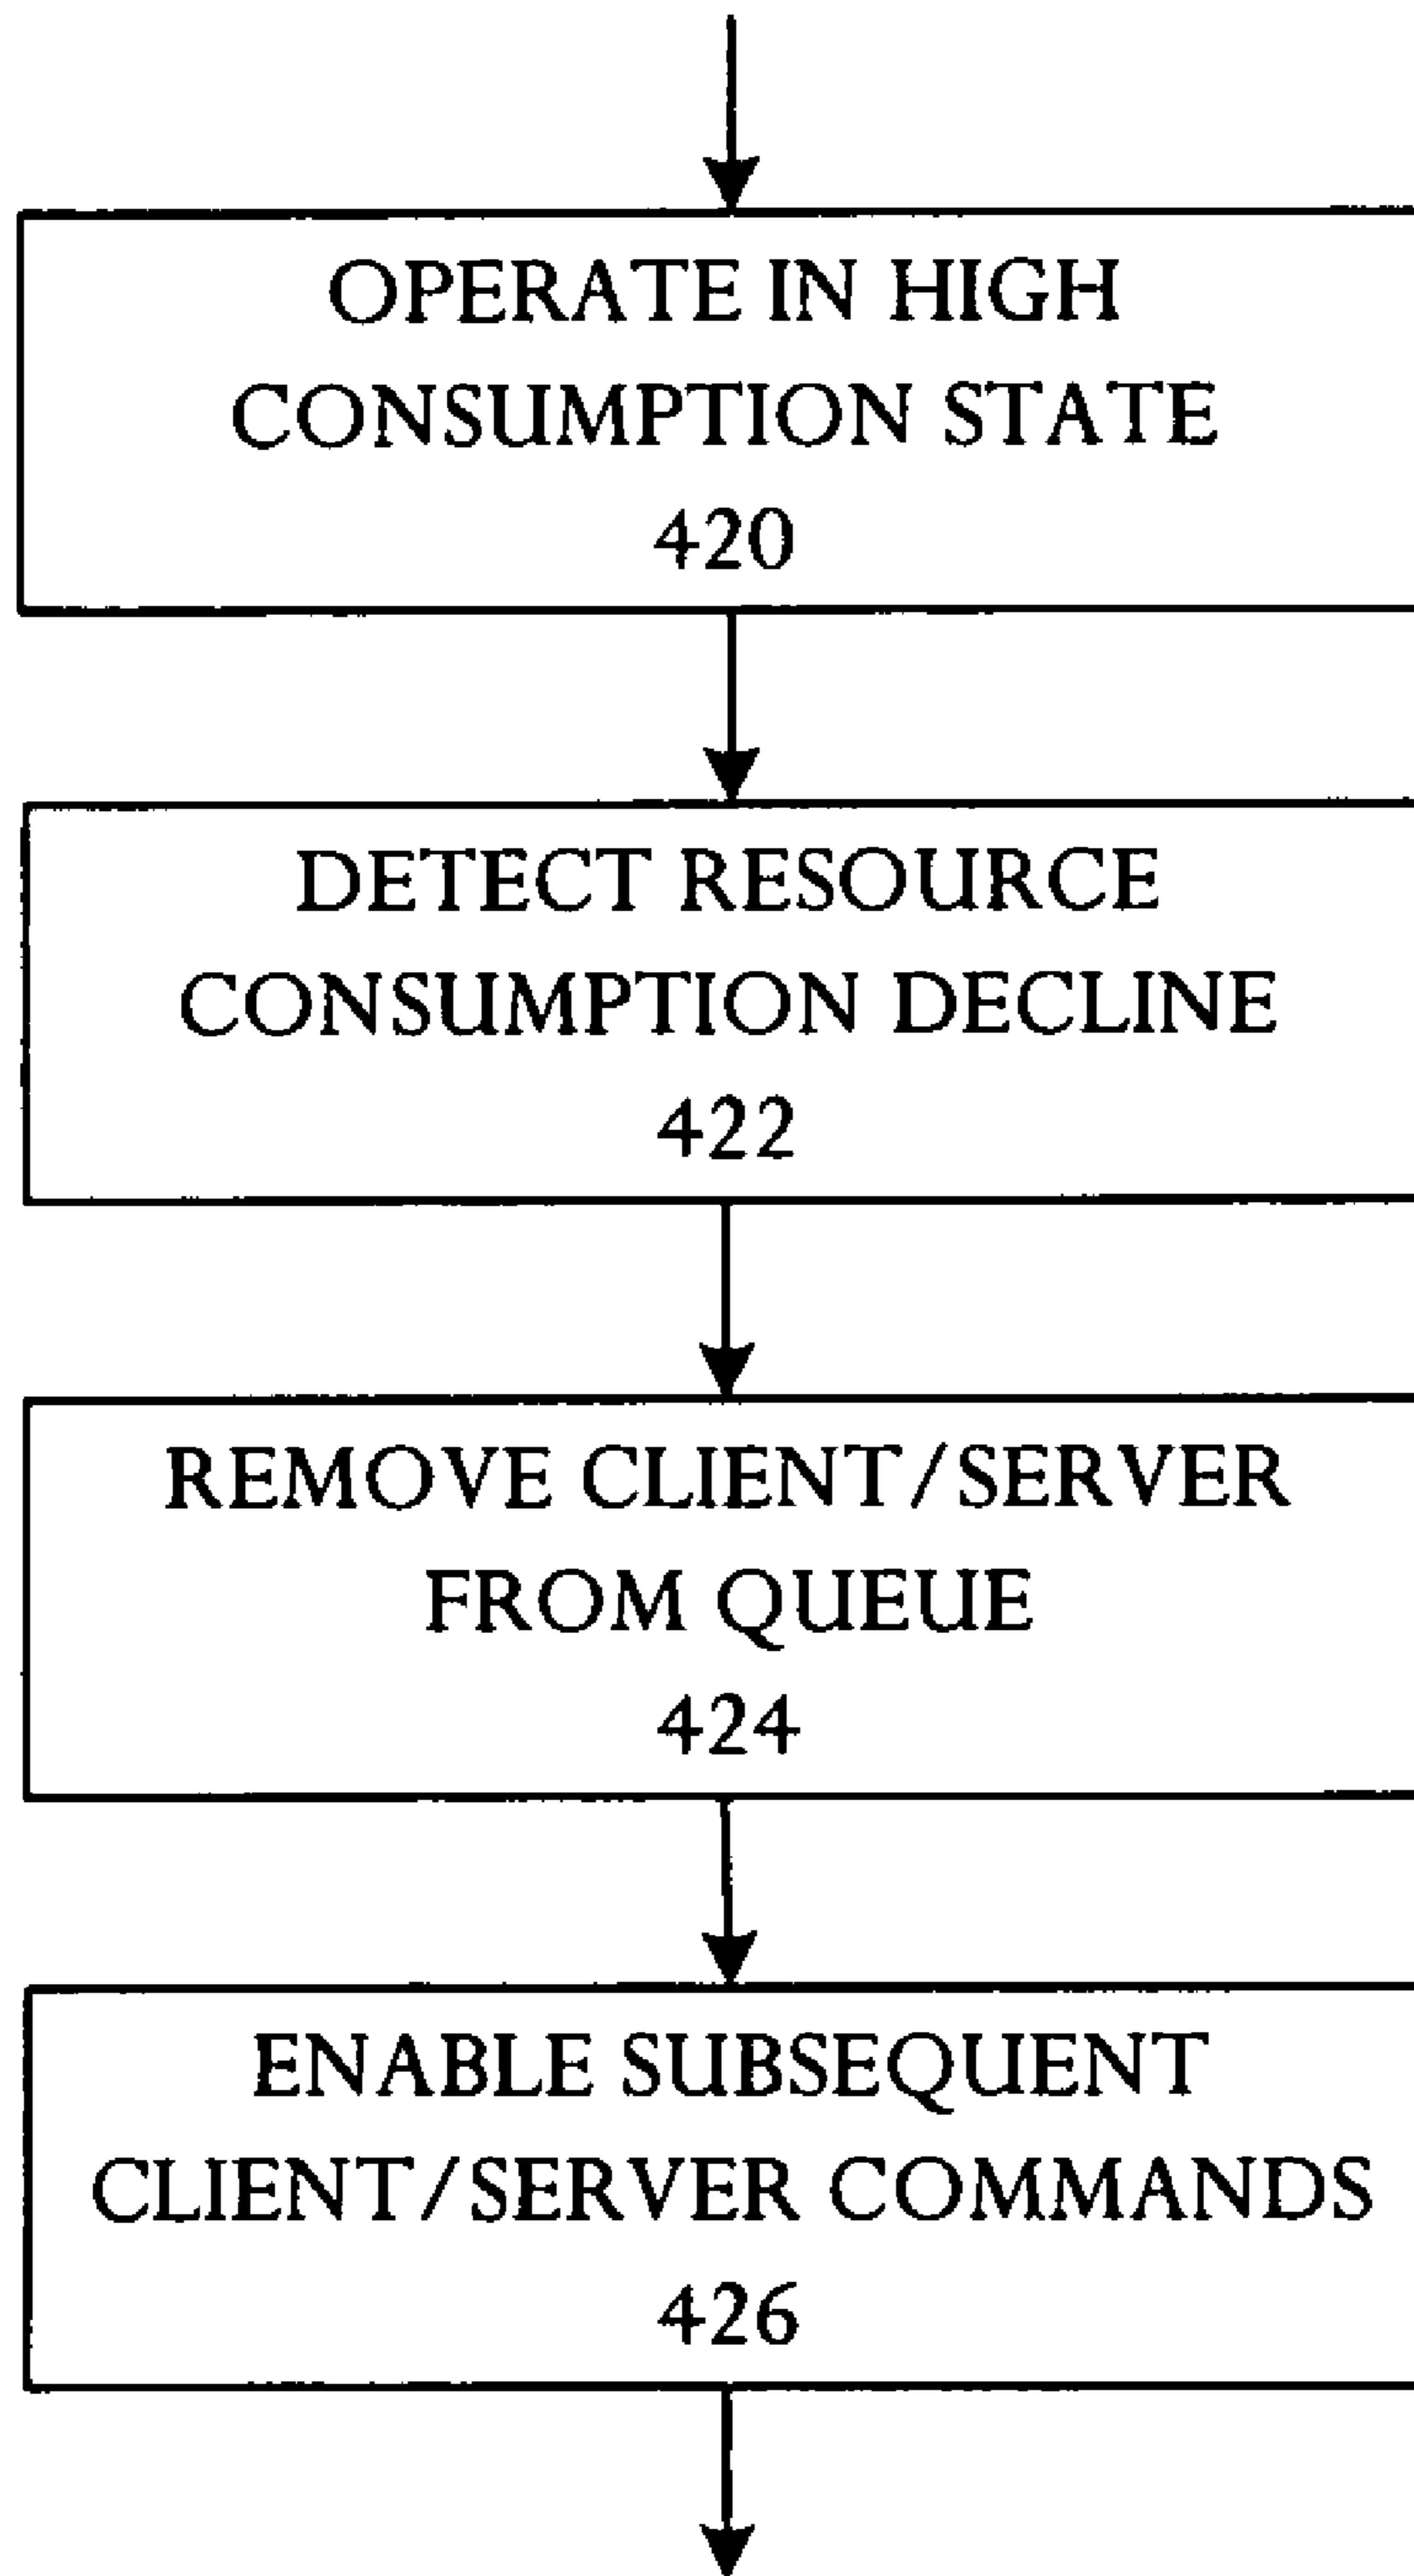 OPERATE IN HIGH
CONSUMPTION STATE
420
DETECT RESOURCE
CONSUMPTION DECLINE
422
REMOVE CLIENT/SERVER
FROM QUEUE
424
ENABLE SUBSEQUENT
CLIENT/SERVER COMMANDS
426